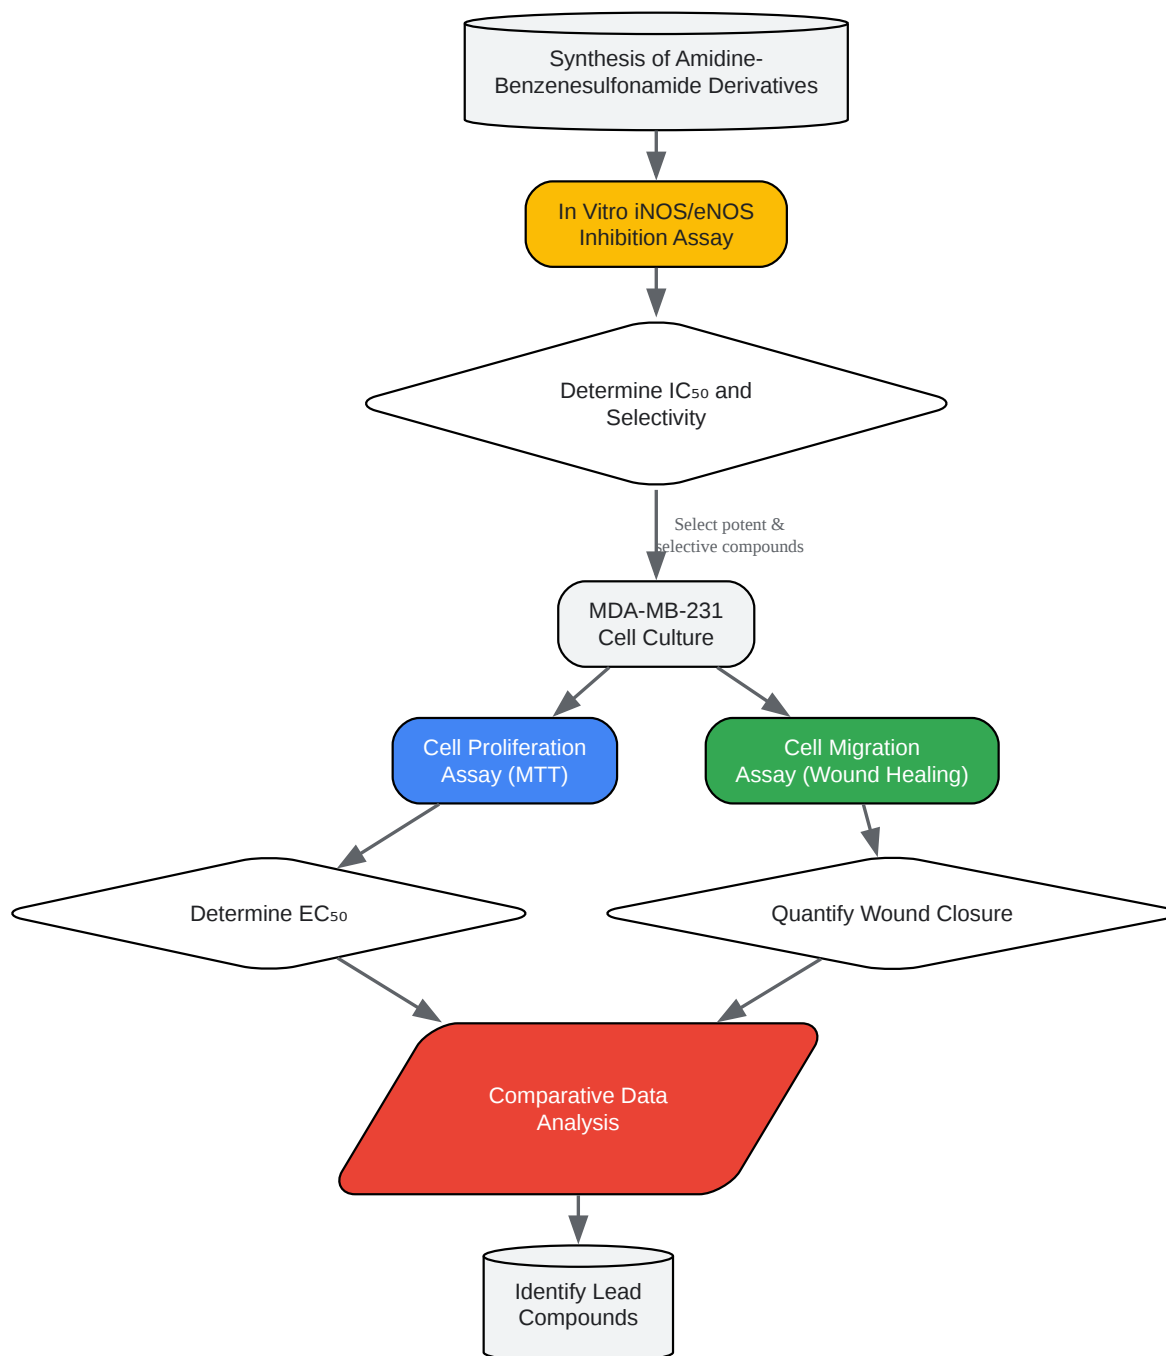 Synthesis of Amidine-
Benzenesulfonamide Derivatives
In Vitro iNOS/eNOS
Inhibition Assay
Determine IC₅₀ and
Selectivity
Select potent &
selective compounds
MDA-MB-231
Cell Culture
Cell Proliferation
Assay (MTT)
Cell Migration
Assay (Wound Healing)
Determine EC₅₀
Quantify Wound Closure
Comparative Data
Analysis
Identify Lead
Compounds